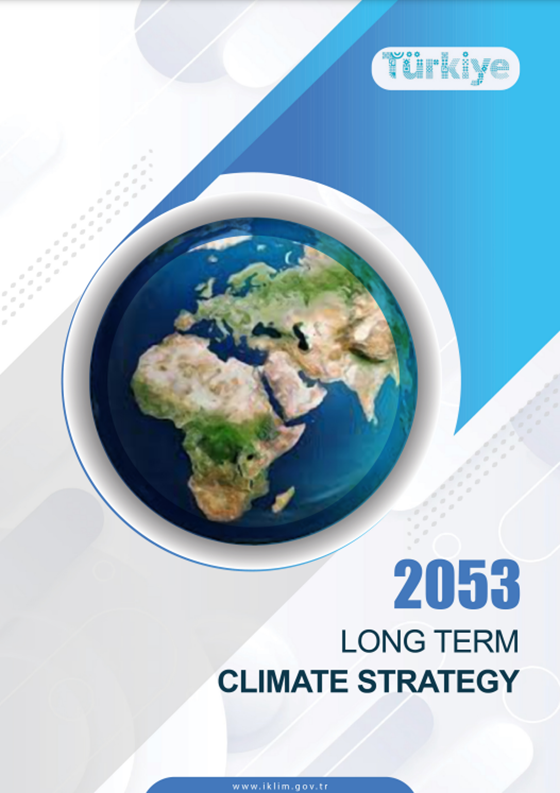 Türkiye
2053
LONG TERM
CLIMATE STRATEGY
www.iklim.gov.tr